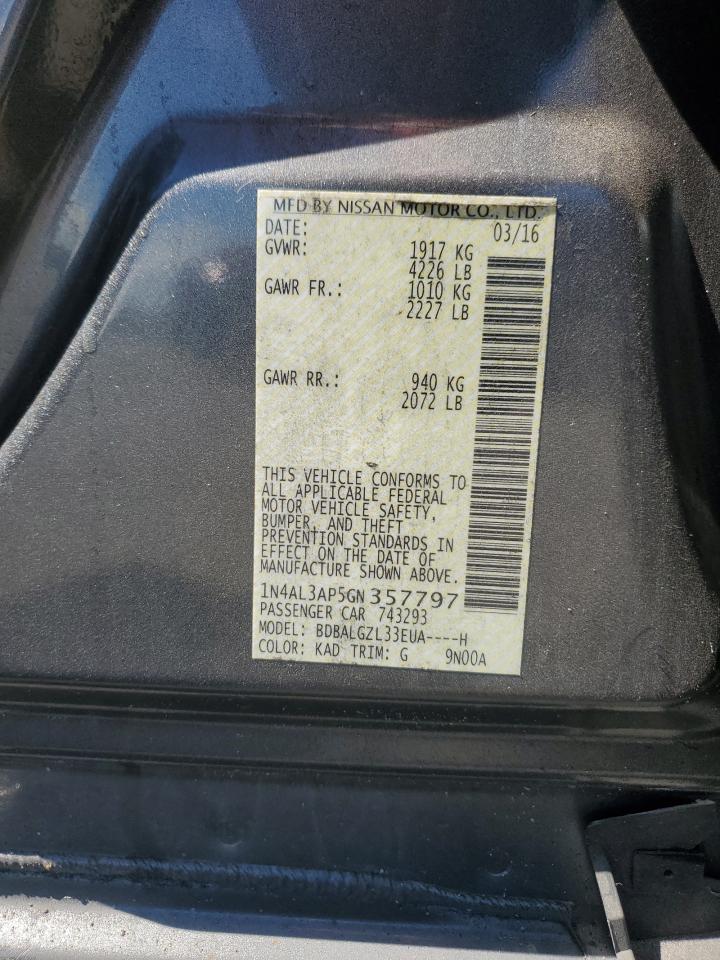 MFD BY NISSAN MOTOR CO., LTD.
DATE: 03/16
GVWR: 1917 KG
4226 LB
GAWR FR.: 1010 KG
2227 LB
GAWR RR.: 940 KG
2072 LB
THIS VEHICLE CONFORMS TO
ALL APPLICABLE FEDERAL
MOTOR VEHICLE SAFETY,
BUMPER, AND THEFT
PREVENTION STANDARDS IN
EFFECT ON THE DATE OF
MANUFACTURE SHOWN ABOVE.
1N4AL3AP5GN357797
PASSENGER CAR 743293
MODEL: BDBALGZL33EUA----H
COLOR: KAD TRIM: G 9N00A